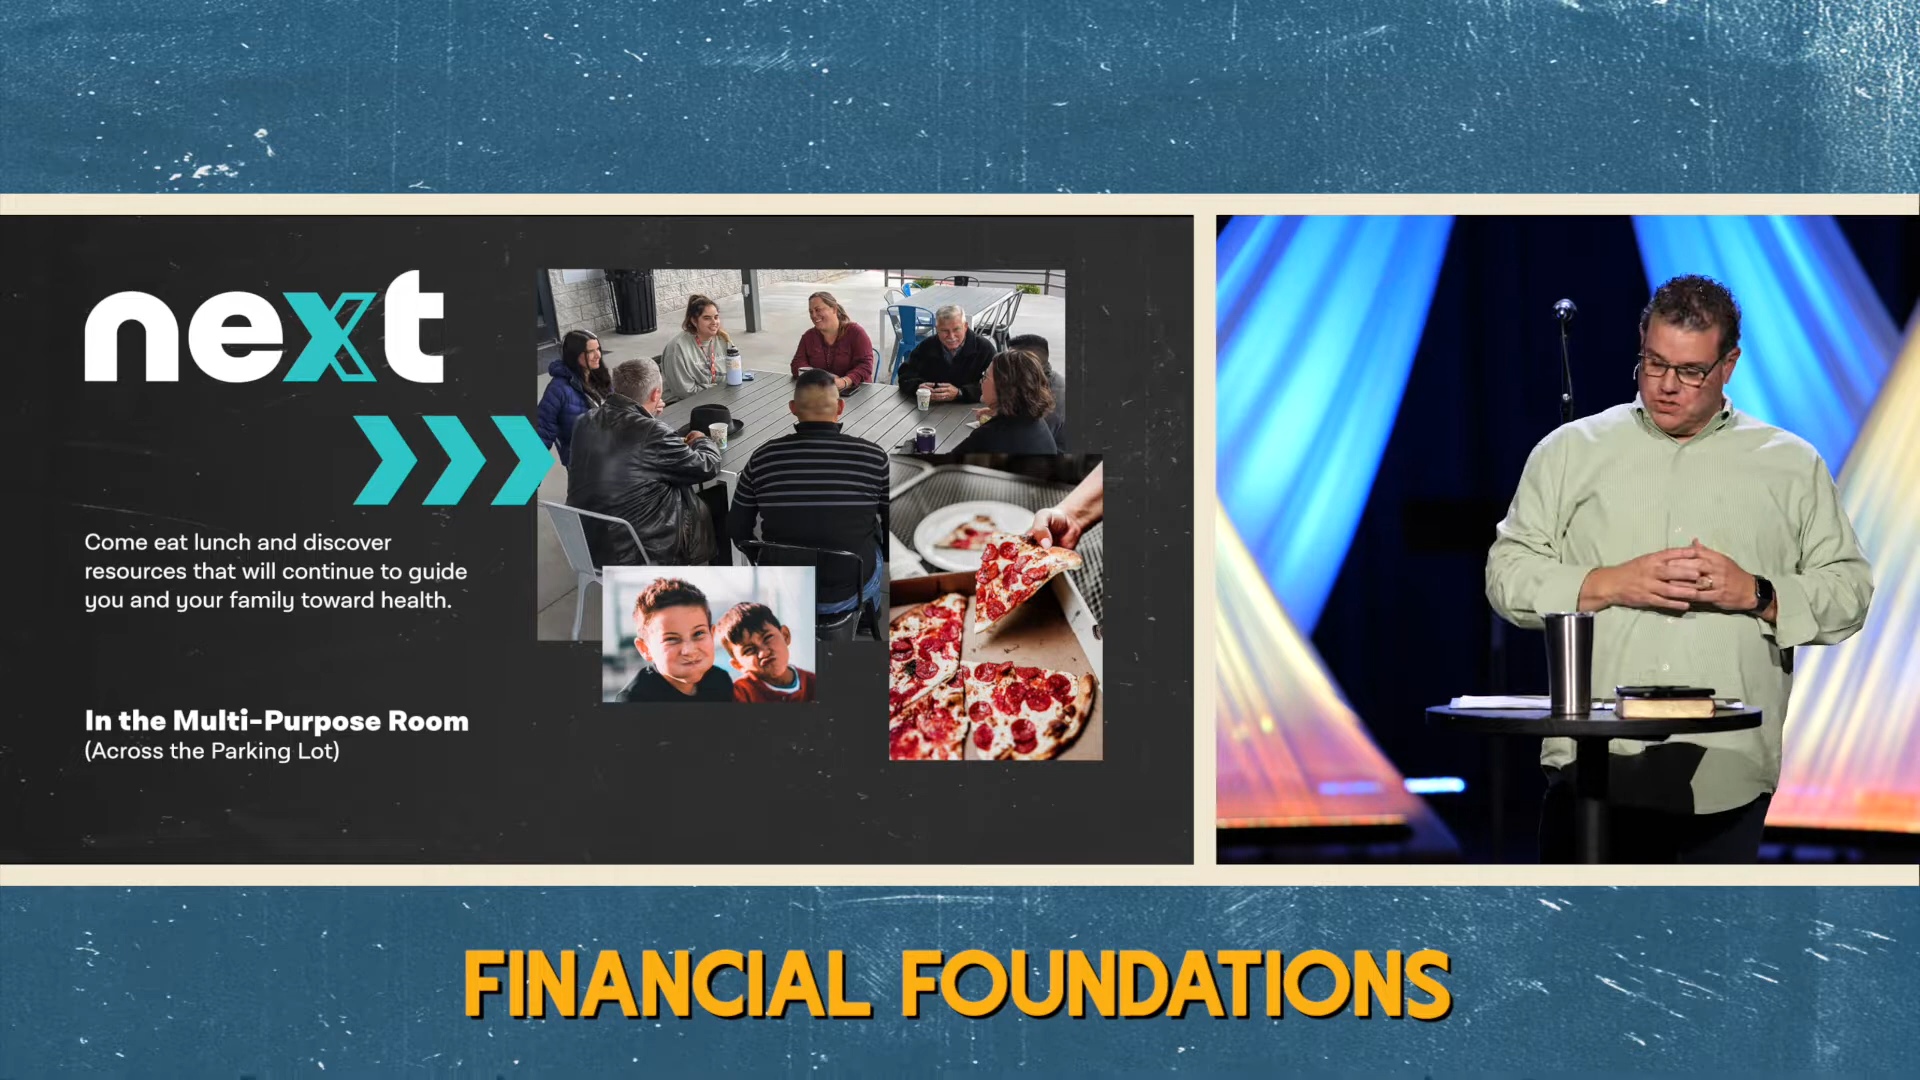 next
Come eat lunch and discover
resources that will continue to guide
you and your family toward health.
In the Multi-Purpose Room
(Across the Parking Lot)
FINANCIAL FOUNDATIONS